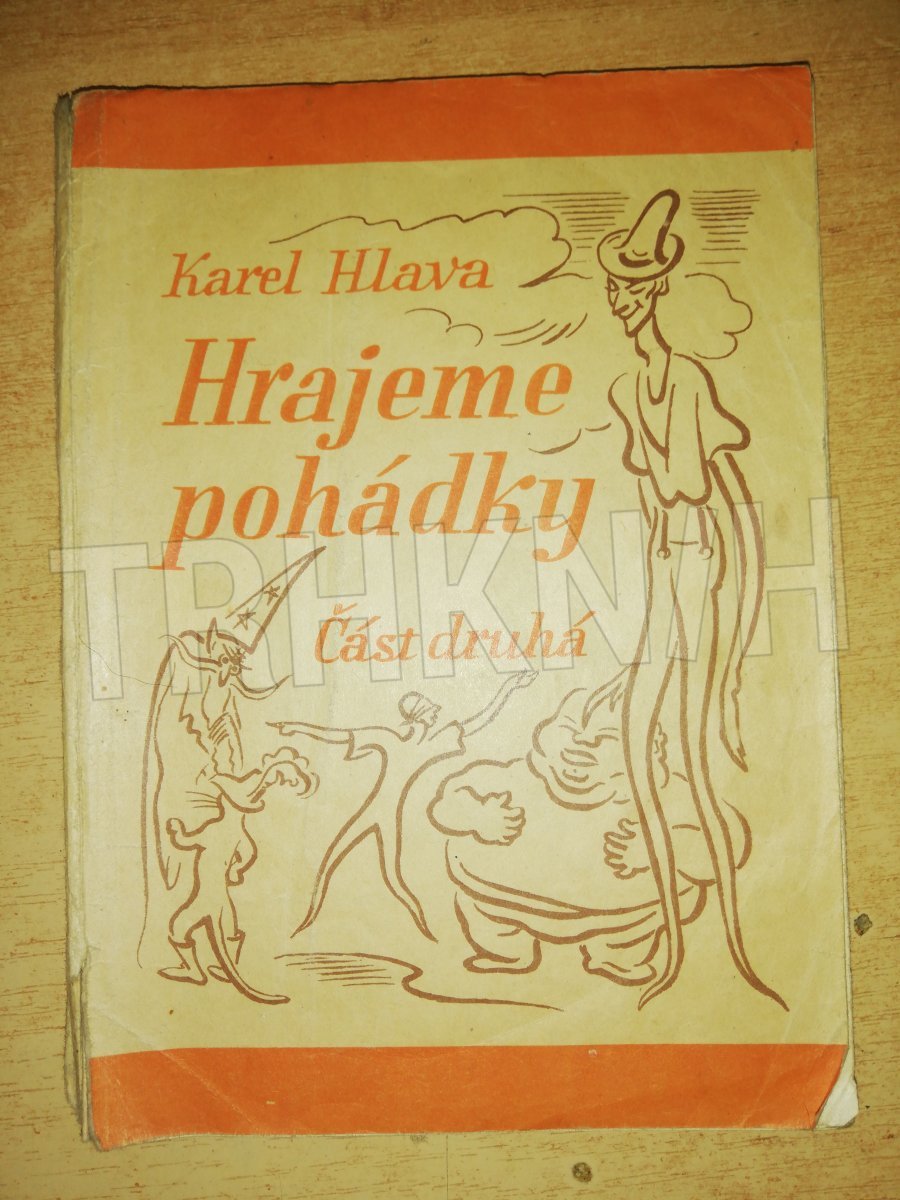 Karel Hlava
Hrajeme
pohádky
Část druhá
TRHKNIH